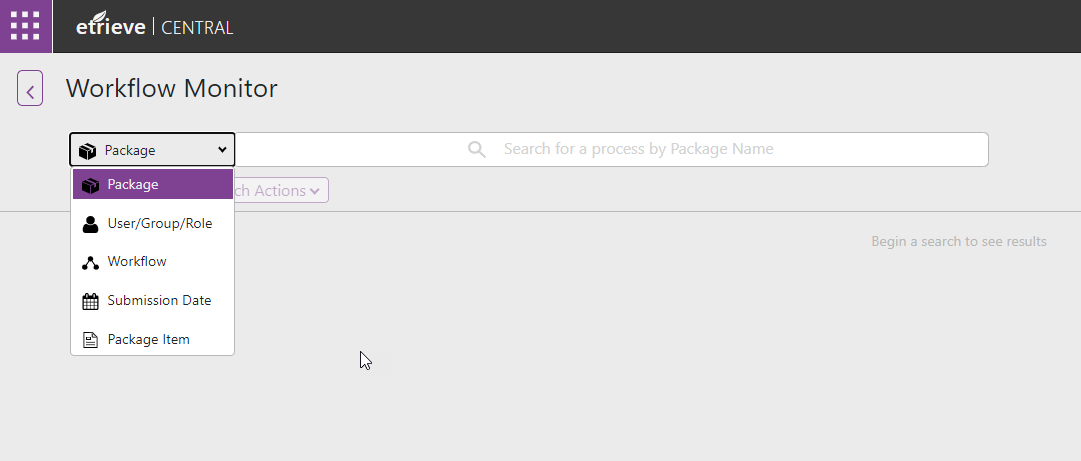 etrieve | CENTRAL
Workflow Monitor
Package
Search for a process by Package Name
Package
ch Actions
User/Group/Role
Begin a search to see results
Workflow
Submission Date
Package Item